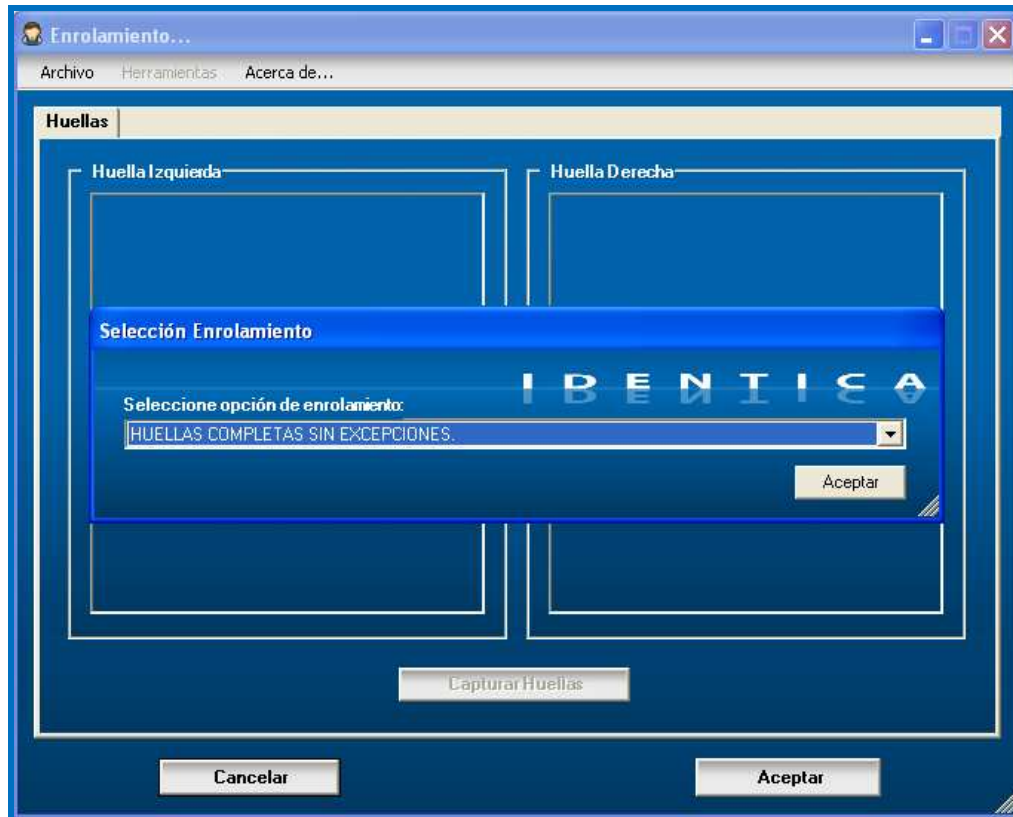 Enrolamiento...
Archivo Herramientas Acerca de...
Huellas
Huella Izquierda Huella Derecha
Selección Enrolamiento
IDENTICA
Seleccione opción de enrolamiento:
HUELLAS COMPLETAS SIN EXCEPCIONES.
Aceptar
Capturar Huellas
Cancelar Aceptar